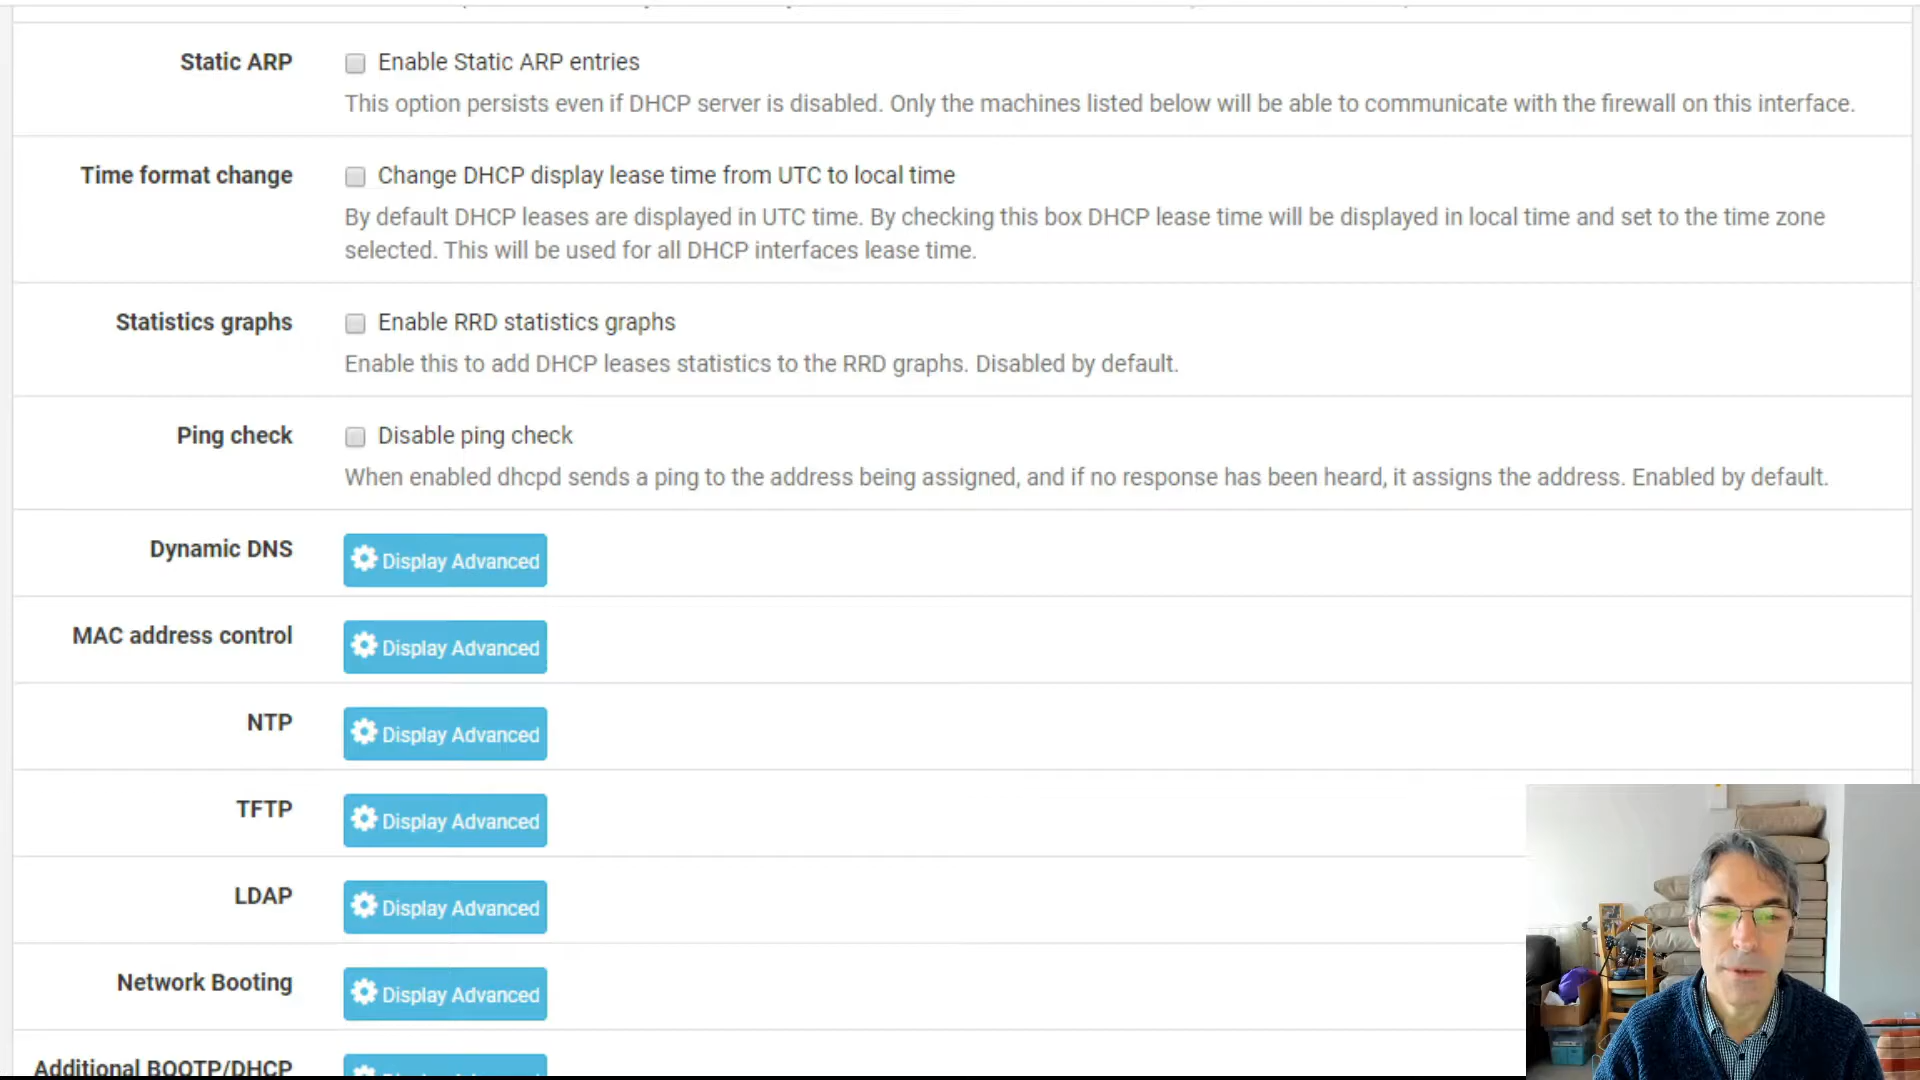 Static ARP
Enable Static ARP entries
This option persists even if DHCP server is disabled. Only the machines listed below will be able to communicate with the firewall on this interface.
Time format change
Change DHCP display lease time from UTC to local time
By default DHCP leases are displayed in UTC time. By checking this box DHCP lease time will be displayed in local time and set to the time zone
selected. This will be used for all DHCP interfaces lease time.
Statistics graphs
Enable RRD statistics graphs
Enable this to add DHCP leases statistics to the RRD graphs. Disabled by default.
Ping check
Disable ping check
When enabled dhcpd sends a ping to the address being assigned, and if no response has been heard, it assigns the address. Enabled by default.
Dynamic DNS
Display Advanced
MAC address control
Display Advanced
NTP
Display Advanced
TFTP
Display Advanced
LDAP
Display Advanced
Network Booting
Display Advanced
Additional BOOTP/DHCP
Display Advanced